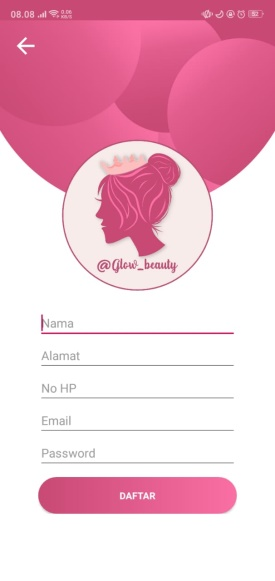 08.08
@Glow_beauty
Nama
Alamat
No HP
Email
Password
DAFTAR